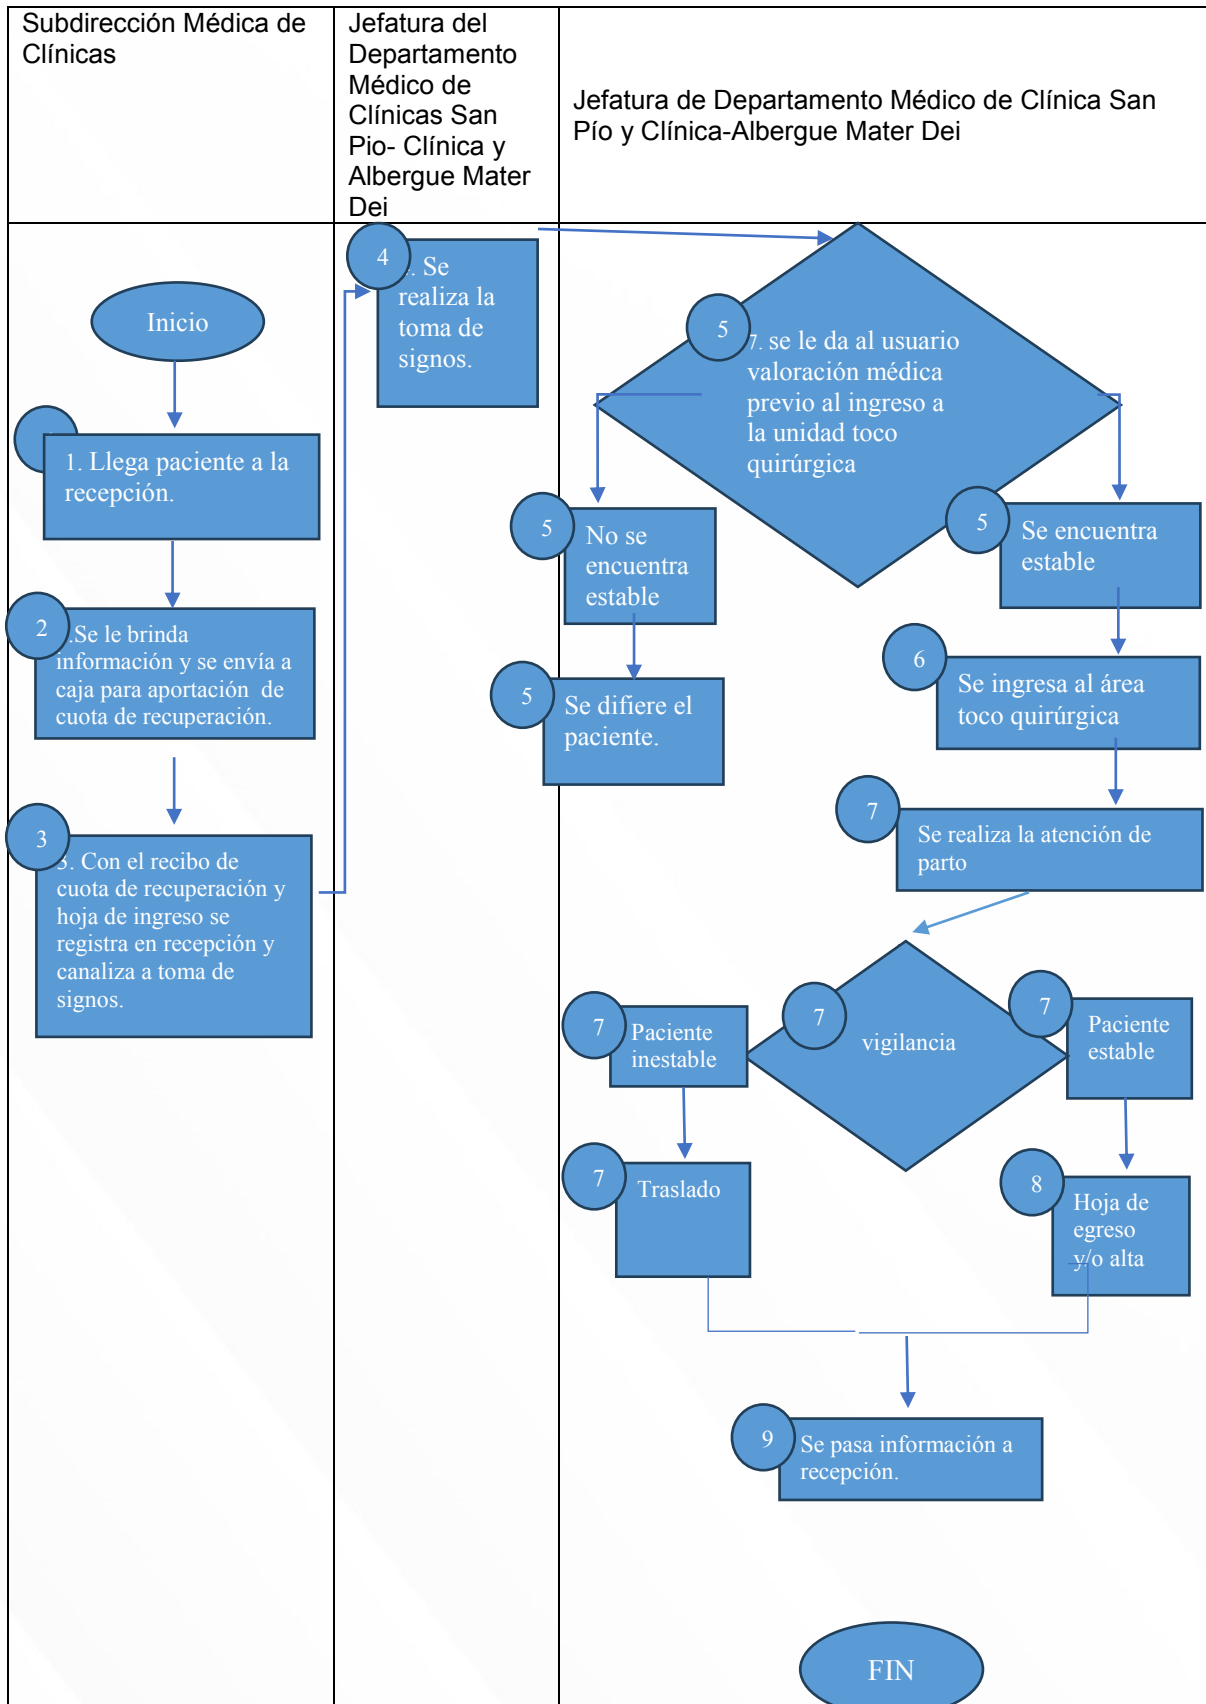 Subdirección Médica de
Clínicas
Jefatura del
Departamento
Médico de
Clínicas San
Pio- Clínica y
Albergue Mater
Dei
Jefatura de Departamento Médico de Clínica San
Pío y Clínica-Albergue Mater Dei
Inicio
1. Llega paciente a la
recepción.
2
.Se le brinda
información y se envía a
caja para aportación de
cuota de recuperación.
3
3. Con el recibo de
cuota de recuperación y
hoja de ingreso se
registra en recepción y
canaliza a toma de
signos.
4
. Se
realiza la
toma de
signos.
5
7. se le da al usuario
valoración médica
previo al ingreso a
la unidad toco
quirúrgica
5
No se
encuentra
estable
5
Se encuentra
estable
5
Se difiere el
paciente.
6
Se ingresa al área
toco quirúrgica
7
Se realiza la atención de
parto
7
vigilancia
7
Paciente
inestable
7
Paciente
estable
7
Traslado
8
Hoja de
egreso
y/o alta
9
Se pasa información a
recepción.
FIN